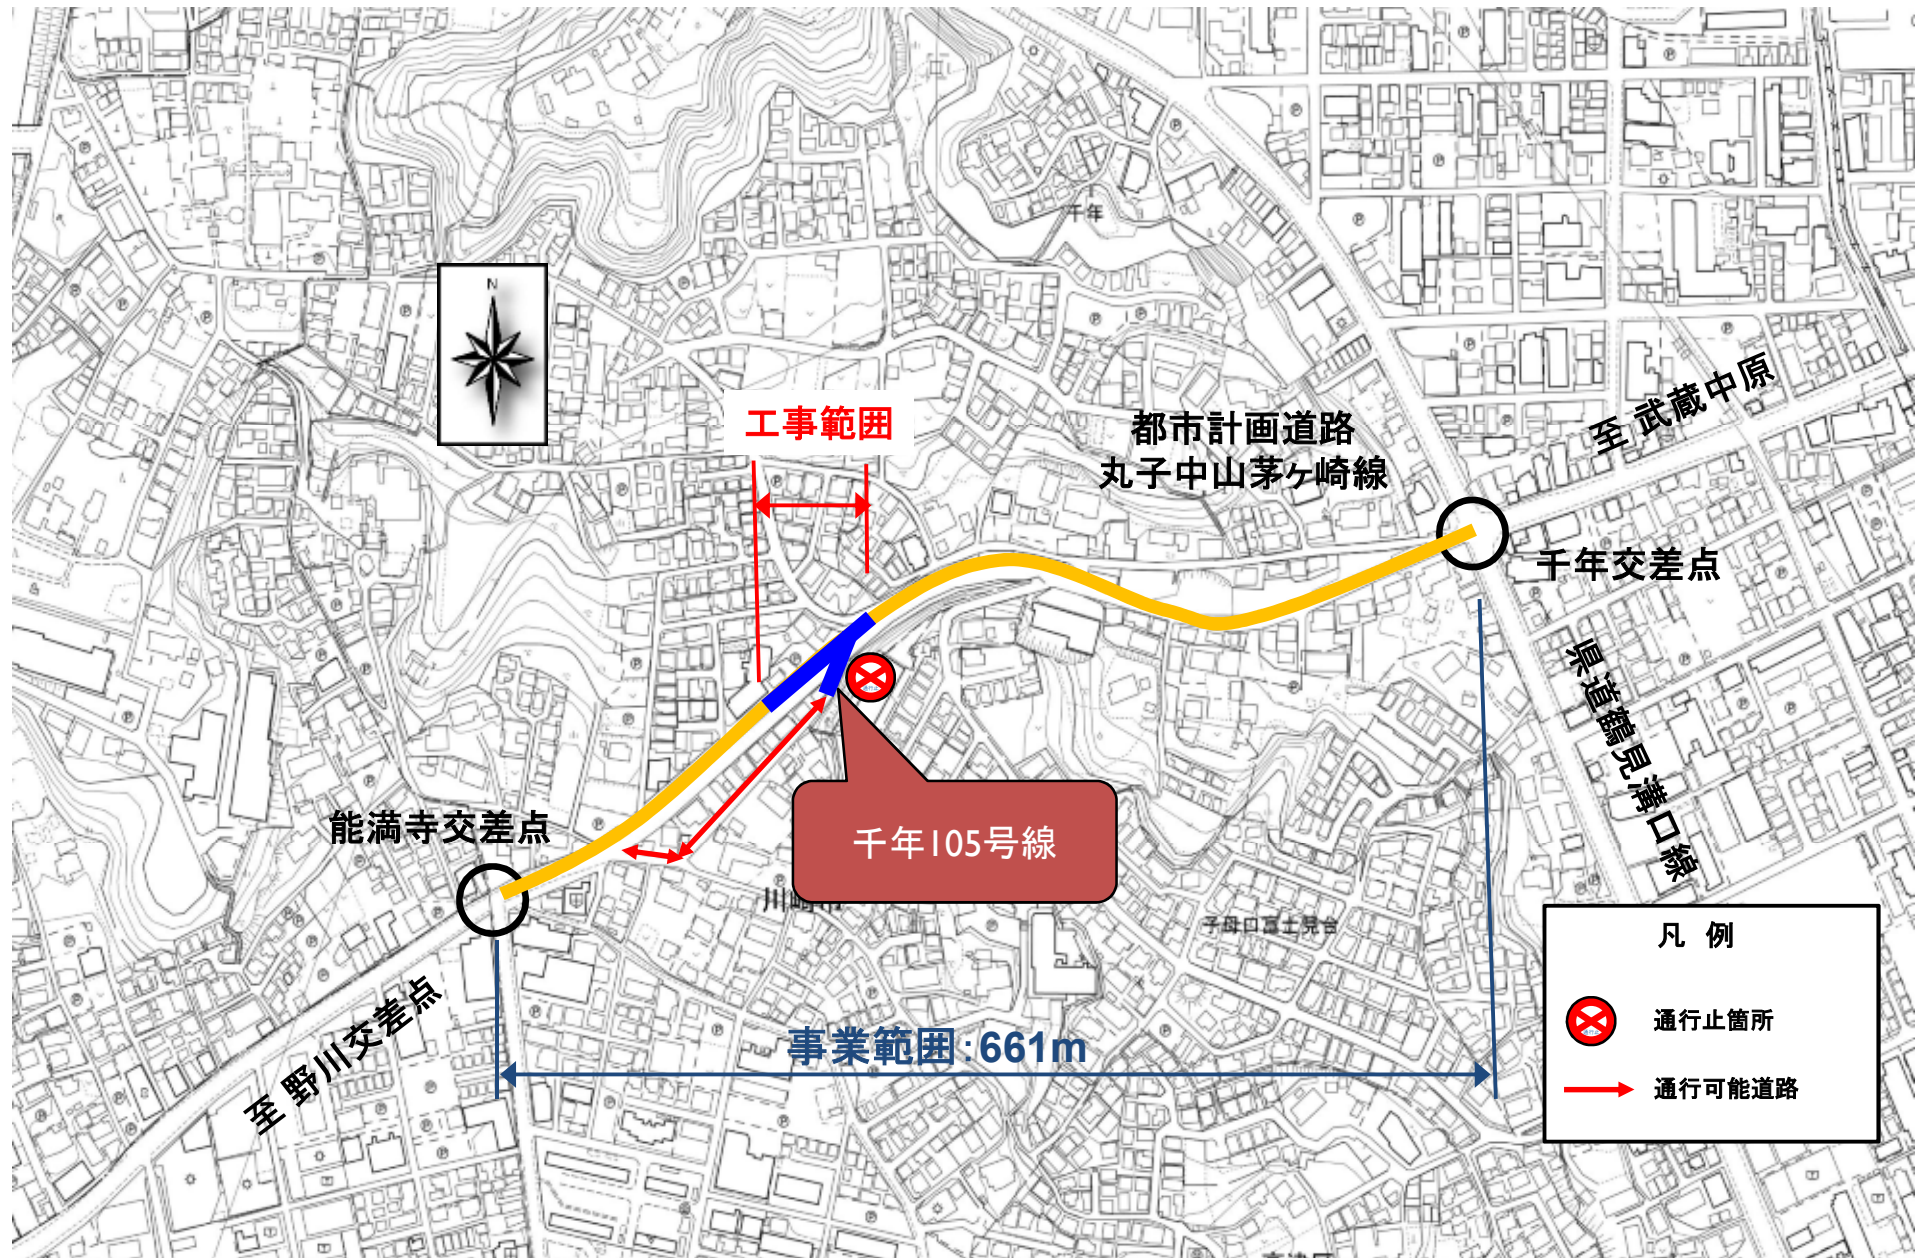 千年
N
工事範囲
都市計画道路
丸子中山茅ヶ崎線
至 武蔵中原
千年交差点
県道鶴見溝口線
能満寺交差点
千年105号線
子母口富士見台
至 野川交差点
事業範囲:661m
凡 例
通行止箇所
通行可能道路